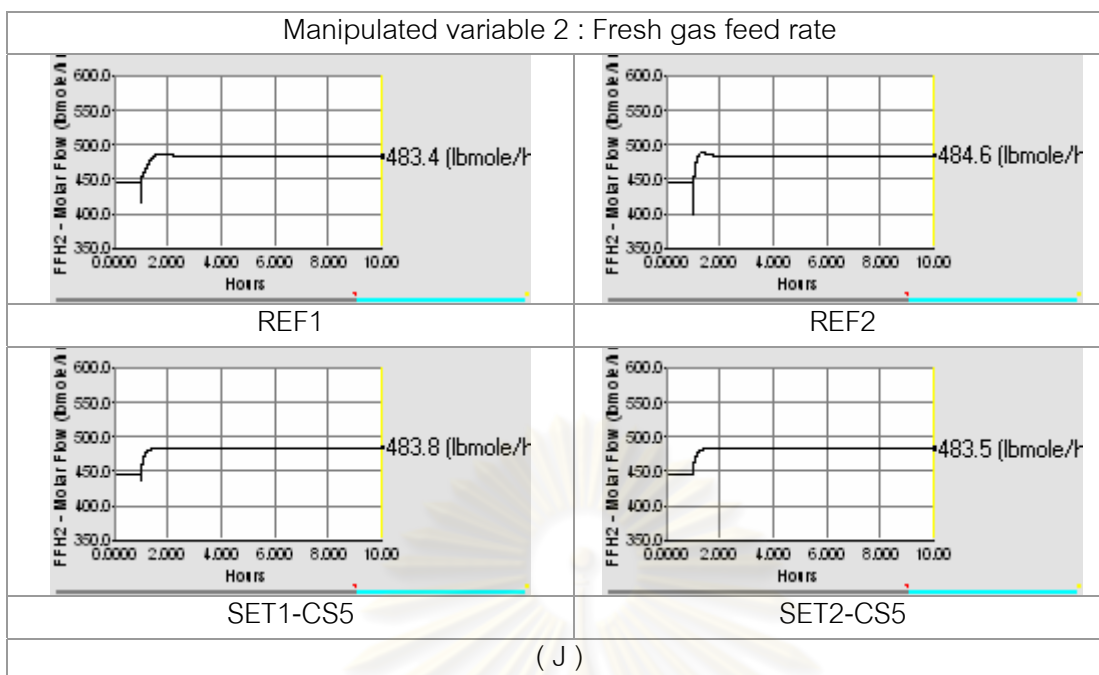 Manipulated variable 2 : Fresh gas feed rate
FFH2 - Molar Flow (lbmole/h
600.0
550.0
500.0
450.0
400.0
350.0
0.0000 2.000 4.000 6.000 8.000 10.00
Hours
483.4 (lbmole/h
FFH2 - Molar Flow (lbmole/h
600.0
550.0
500.0
450.0
400.0
350.0
0.0000 2.000 4.000 6.000 8.000 10.00
Hours
484.6 (lbmole/h
REF1
REF2
FFH2 - Molar Flow (lbmole/h
600.0
550.0
500.0
450.0
400.0
350.0
0.0000 2.000 4.000 6.000 8.000 10.00
Hours
483.8 (lbmole/h
FFH2 - Molar Flow (lbmole/h
600.0
550.0
500.0
450.0
400.0
350.0
0.0000 2.000 4.000 6.000 8.000 10.00
Hours
483.5 (lbmole/h
SET1-CS5
SET2-CS5
( J )